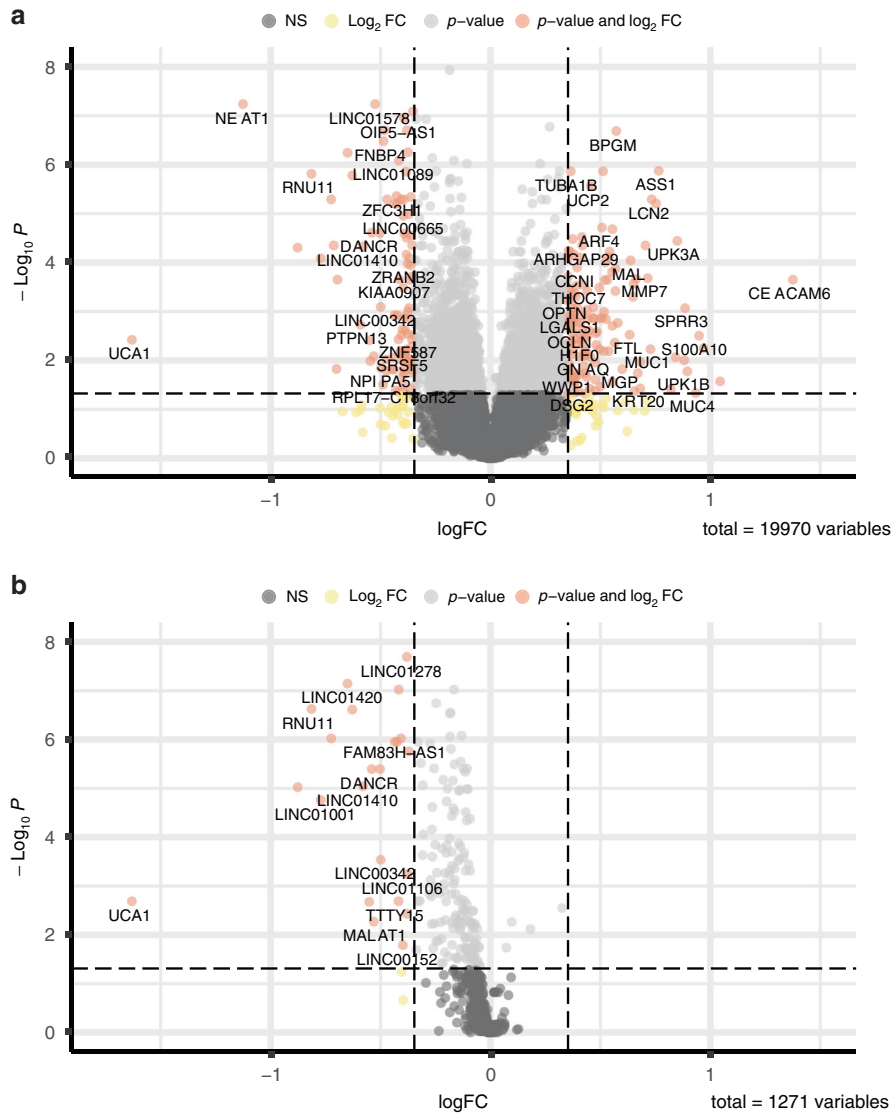 a
NS Log2 FC p-value p-value and log2 FC
8
NE AT1
LINC01578
OIP5-AS1
BPGM
6
FNBP4
LINC01089
RNU11
TUBA1B
ASS1
UCP2
ZFC3H1
LCN2
LINC00665
DANCR
ARF4
4
LINC01410
ARHGAP29
UPK3A
ZRANB2
CCNI
MAL
KIAA0907
THOC7
MMP7
CE ACAM6
OPTN
LINC00342
LGALS1
SPRR3
PTPN13
OCLN
UCA1
ZNF587
H1F0
FTL
S100A10
2
SRSF5
GN AQ
MUC1
NPI PA5
WWP1
MGP
UPK1B
RPL17-C18orf32
DSG2
KRT20
MUC4
0
− Log10 P
−1 0 1
logFC
total = 19970 variables
b
NS Log2 FC p-value p-value and log2 FC
8
LINC01278
LINC01420
RNU11
6
FAM83H-AS1
DANCR
LINC01410
LINC01001
4
LINC00342
LINC01106
UCA1
TTTY15
2
MAL AT1
LINC00152
0
− Log10 P
−1 0 1
logFC
total = 1271 variables